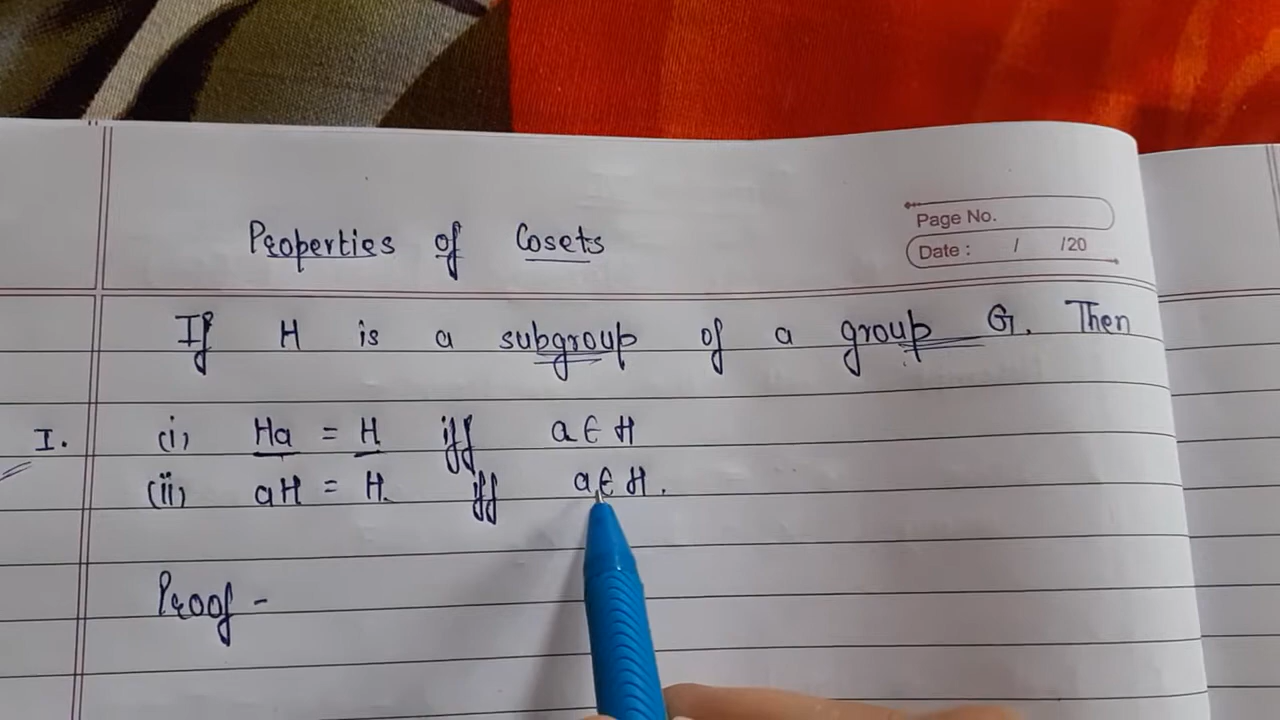 Properties of Cosets
Page No.
Date : / /20
If H is a subgroup of a group G. Then
I. (i) Ha = H iff a ∈ H
(ii) aH = H. iff a ∈ H.
Proof -